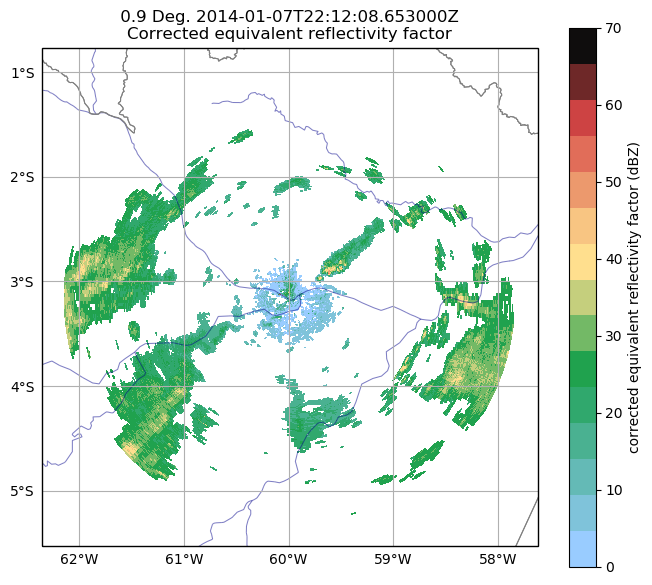 0.9 Deg. 2014-01-07T22:12:08.653000Z
Corrected equivalent reflectivity factor
1°S
2°S
3°S
4°S
5°S
62°W 61°W 60°W 59°W 58°W
70
60
50
40
30
20
10
0
corrected equivalent reflectivity factor (dBZ)